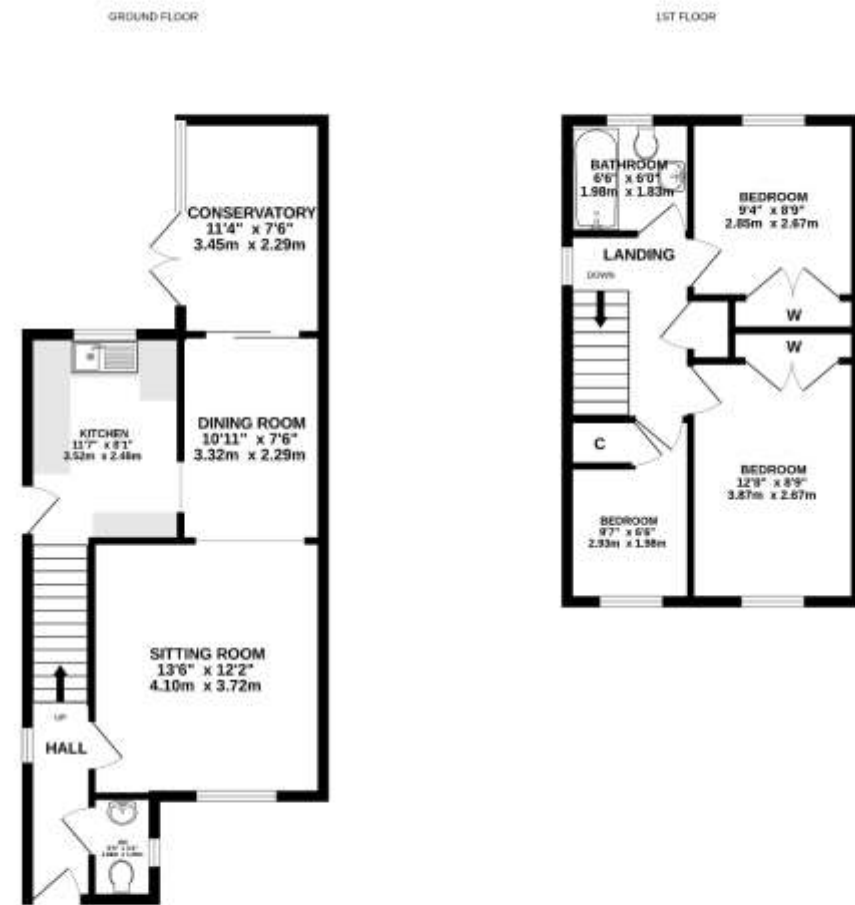 GROUND FLOOR
1ST FLOOR
CONSERVATORY
11'4" x 7'6"
3.45m x 2.29m
KITCHEN
11'7" x 8'1"
3.52m x 2.46m
DINING ROOM
10'11" x 7'6"
3.32m x 2.29m
SITTING ROOM
13'6" x 12'2"
4.10m x 3.72m
UP
HALL
BATHROOM
6'6" x 6'0"
1.98m x 1.83m
BEDROOM
9'4" x 8'9"
2.85m x 2.67m
LANDING
DOWN
W
W
C
BEDROOM
12'8" x 8'9"
3.87m x 2.67m
BEDROOM
9'7" x 6'6"
2.93m x 1.98m